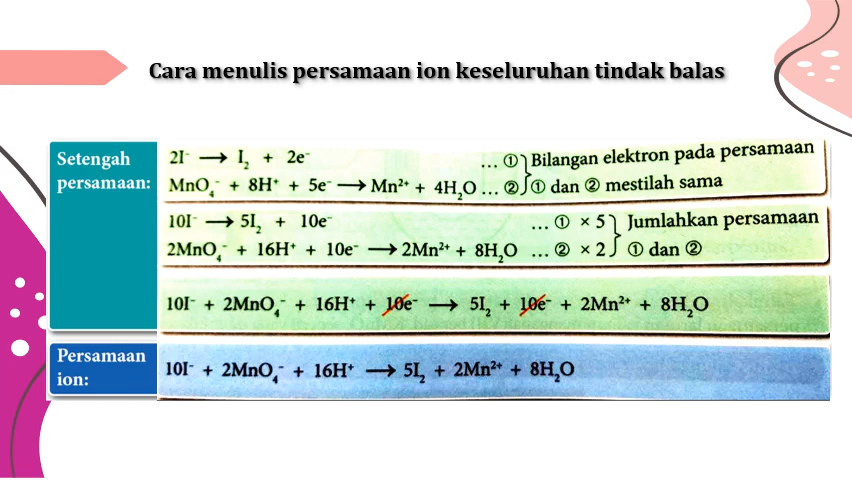 Cara menulis persamaan ion keseluruhan tindak balas
Setengah persamaan:
2I⁻ ⟶ I₂ + 2e⁻ ... ①
MnO₄⁻ + 8H⁺ + 5e⁻ ⟶ Mn²⁺ + 4H₂O ... ②
Bilangan elektron pada persamaan
① dan ② mestilah sama
10I⁻ ⟶ 5I₂ + 10e⁻ ... ① × 5
2MnO₄⁻ + 16H⁺ + 10e⁻ ⟶ 2Mn²⁺ + 8H₂O ... ② × 2
Jumlahkan persamaan
① dan ②
10I⁻ + 2MnO₄⁻ + 16H⁺ + 10e⁻ ⟶ 5I₂ + 10e⁻ + 2Mn²⁺ + 8H₂O
Persamaan ion:
10I⁻ + 2MnO₄⁻ + 16H⁺ ⟶ 5I₂ + 2Mn²⁺ + 8H₂O